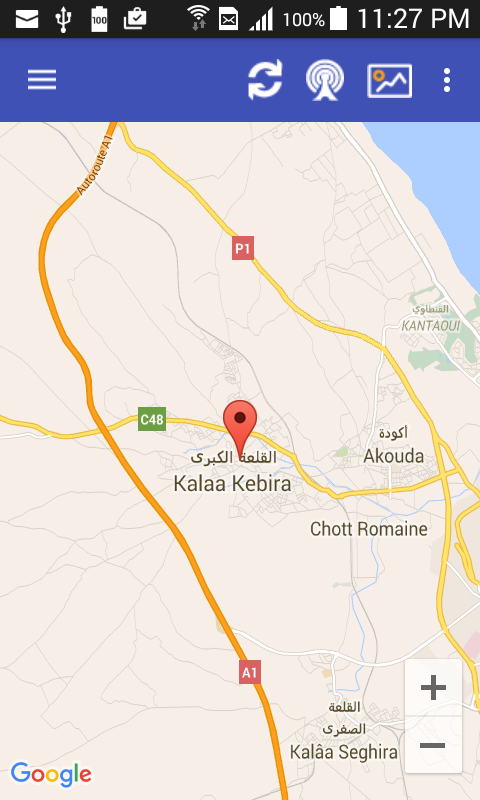 100
100% 11:27 PM
Autoroute A1
P1
القنطاوي
KANTAOUI
C48
أكودة
Akouda
القلعة الكبرى
Kalaa Kebira
Chott Romaine
A1
القلعة
الصغرى
Kalâa Seghira
+
−
Google